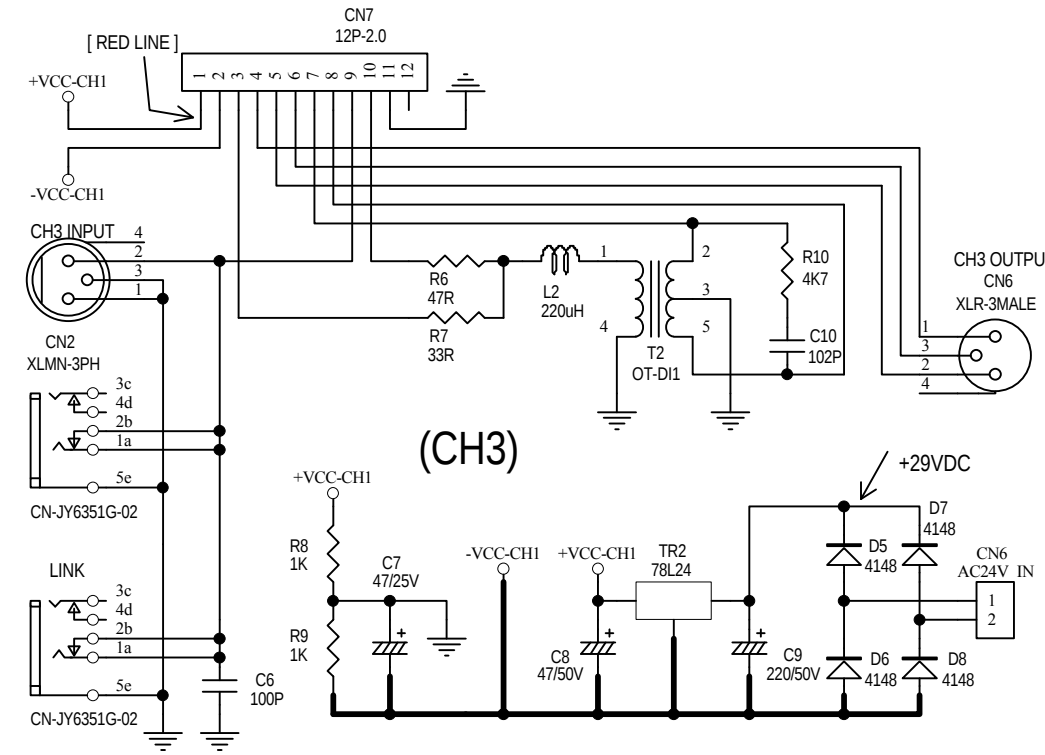 CN7
12P-2.0
[ RED LINE ]
1 2 3 4 5 6 7 8 9 10 11 12
+VCC-CH1
-VCC-CH1
CH3 INPUT
4
2
3
1
CN2
XLMN-3PH
3c
4d
2b
1a
5e
CN-JY6351G-02
LINK
3c
4d
2b
1a
5e
CN-JY6351G-02
C6
100P
R6
47R
R7
33R
L2
220uH
1
4
2
3
5
T2
OT-DI1
R10
4K7
C10
102P
CH3 OUTPU
CN6
XLR-3MALE
1
3
2
4
(CH3)
+VCC-CH1
R8
1K
R9
1K
C7
47/25V
+
-VCC-CH1
+VCC-CH1
TR2
78L24
C8
47/50V
+
C9
220/50V
+
+29VDC
D5
4148
D7
4148
D6
4148
D8
4148
CN6
AC24V IN
1
2